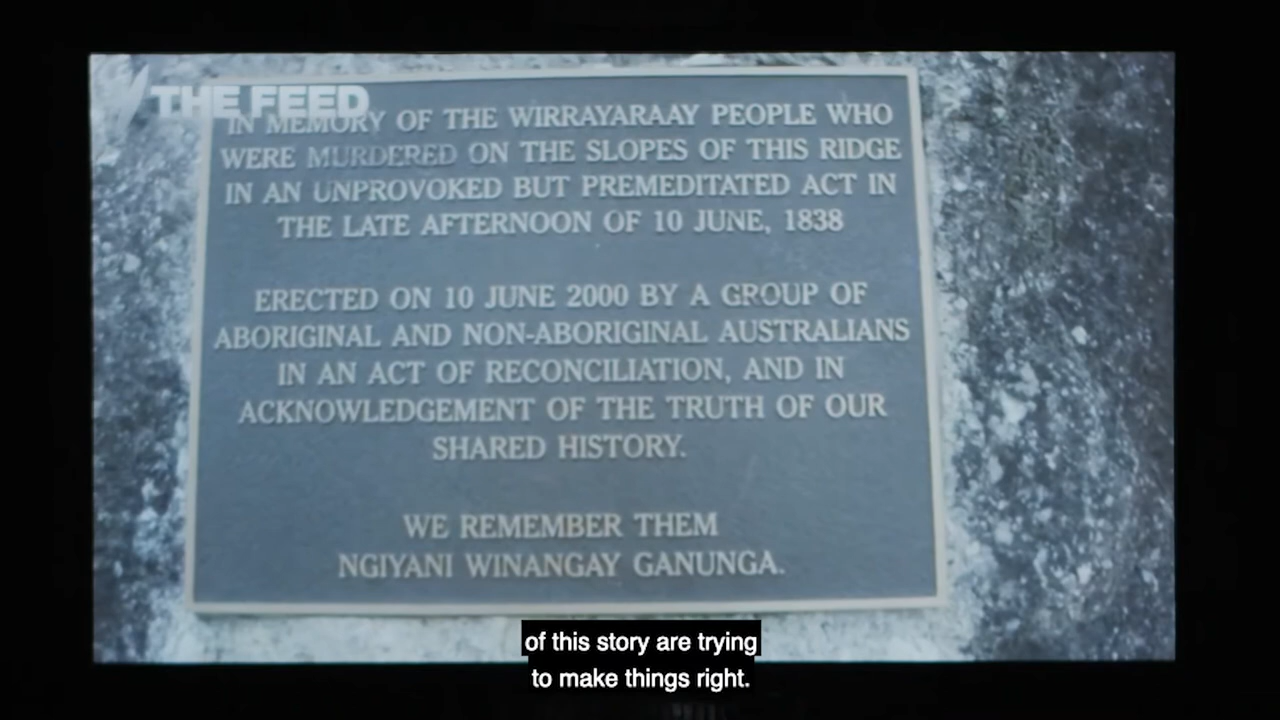 THE FEED
IN MEMORY OF THE WIRRAYARAAY PEOPLE WHO
WERE MURDERED ON THE SLOPES OF THIS RIDGE
IN AN UNPROVOKED BUT PREMEDITATED ACT IN
THE LATE AFTERNOON OF 10 JUNE, 1838
ERECTED ON 10 JUNE 2000 BY A GROUP OF
ABORIGINAL AND NON-ABORIGINAL AUSTRALIANS
IN AN ACT OF RECONCILIATION, AND IN
ACKNOWLEDGEMENT OF THE TRUTH OF OUR
SHARED HISTORY.
WE REMEMBER THEM
NGIYANI WINANGAY GANUNGA.
of this story are trying
to make things right.